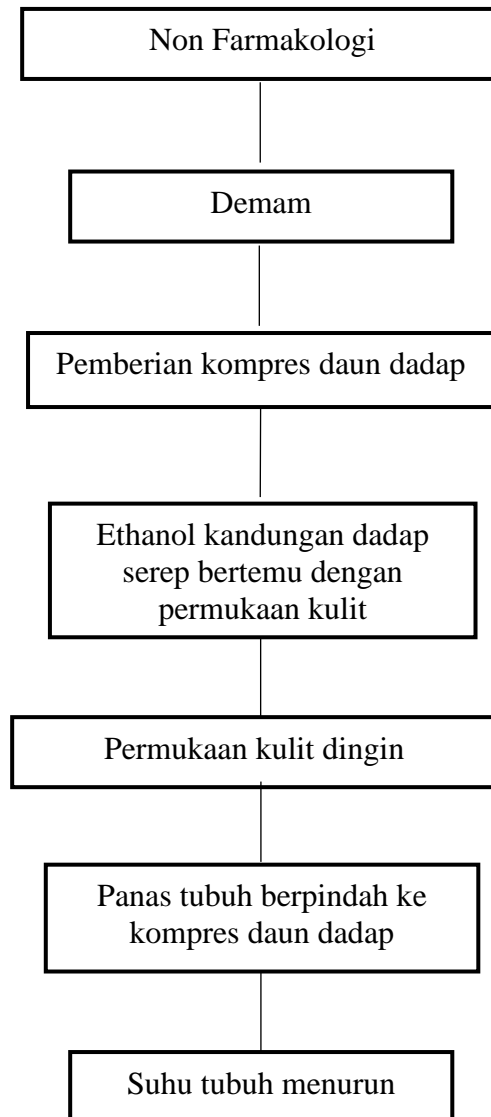 Non Farmakologi
Demam
Pemberian kompres daun dadap
Ethanol kandungan dadap
serep bertemu dengan
permukaan kulit
Permukaan kulit dingin
Panas tubuh berpindah ke
kompres daun dadap
Suhu tubuh menurun